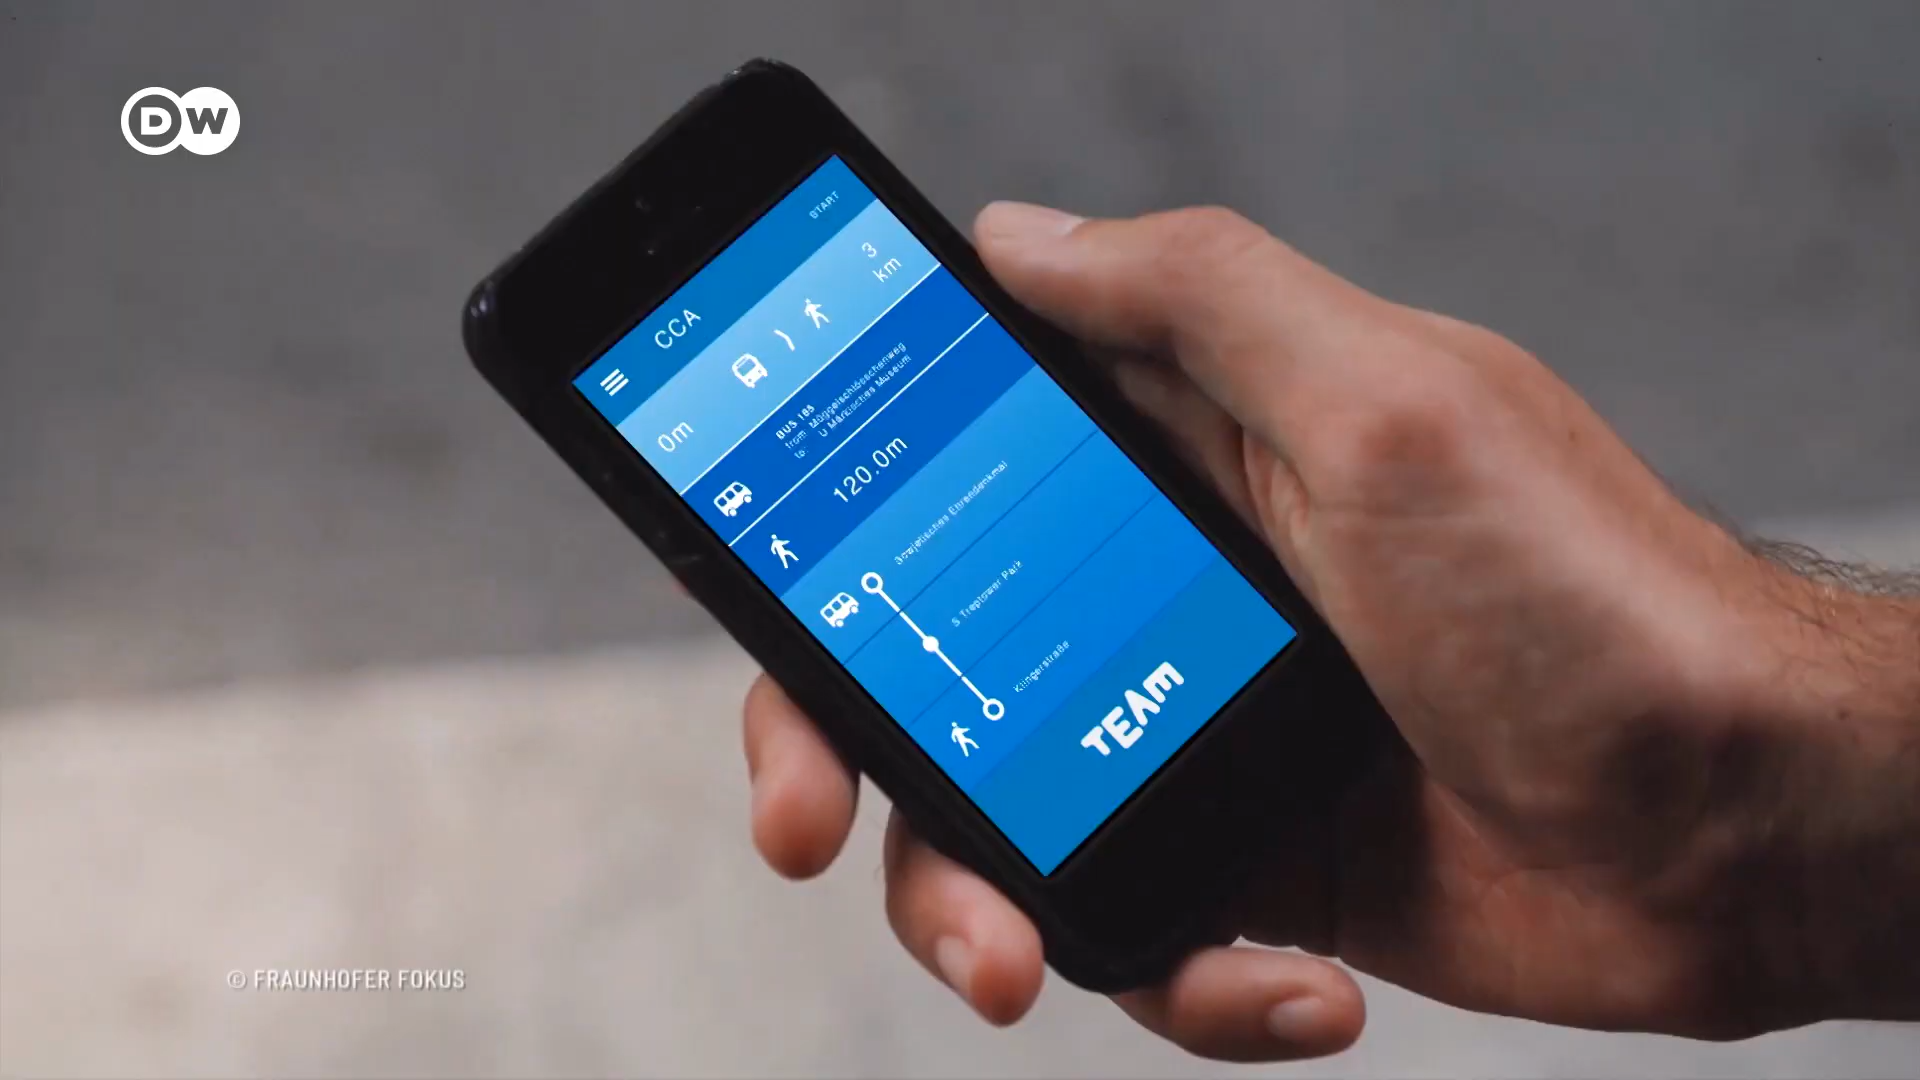 DW
START
CCA
0m
3
km
BUS 165
from: Müggelschlösschenweg
to: U Märkisches Museum
120.0m
Sowjetisches Ehrendenkmal
S Treptower Park
Klingerstraße
TEAM
© FRAUNHOFER FOKUS